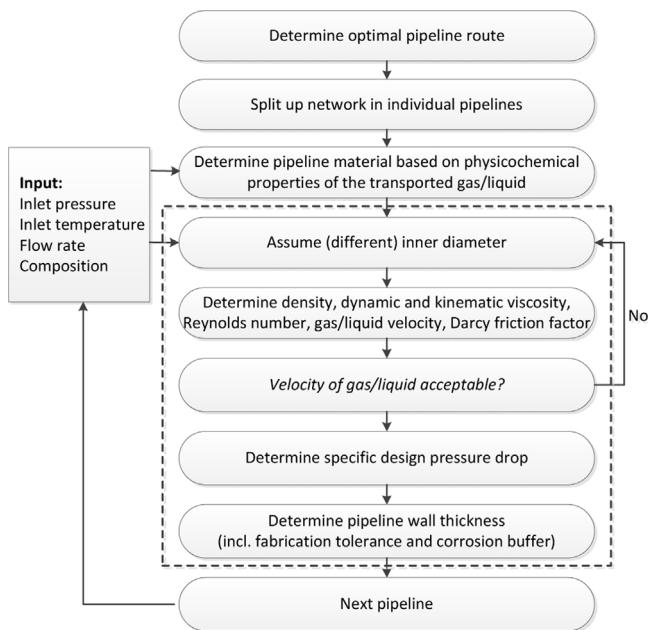 Determine optimal pipeline route
Split up network in individual pipelines
Determine pipeline material based on physicochemical
properties of the transported gas/liquid
Input:
Inlet pressure
Inlet temperature
Flow rate
Composition
Assume (different) inner diameter
Determine density, dynamic and kinematic viscosity,
Reynolds number, gas/liquid velocity, Darcy friction factor
No
Velocity of gas/liquid acceptable?
Determine specific design pressure drop
Determine pipeline wall thickness
(incl. fabrication tolerance and corrosion buffer)
Next pipeline